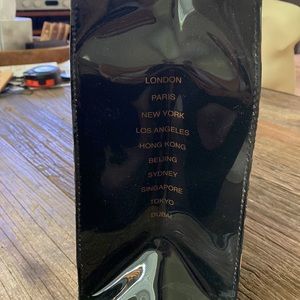 LONDON
PARIS
NEW YORK
LOS ANGELES
HONG KONG
BEIJING
SYDNEY
SINGAPORE
TOKYO
DUBAI